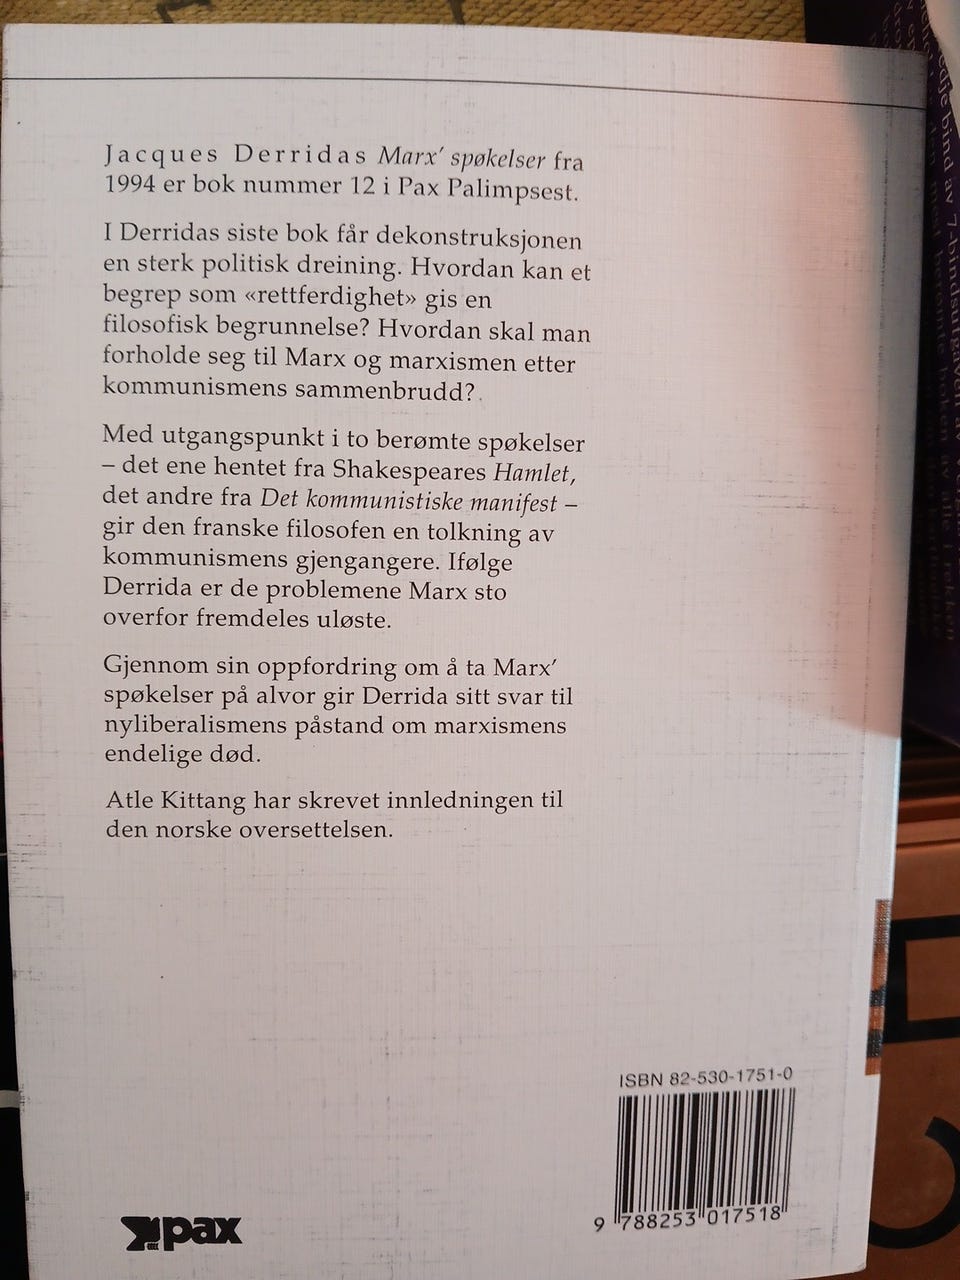 Jacques Derridas Marx' spøkelser fra
1994 er bok nummer 12 i Pax Palimpsest.
I Derridas siste bok får dekonstruksjonen
en sterk politisk dreining. Hvordan kan et
begrep som «rettferdighet» gis en
filosofisk begrunnelse? Hvordan skal man
forholde seg til Marx og marxismen etter
kommunismens sammenbrudd?
Med utgangspunkt i to berømte spøkelser
– det ene hentet fra Shakespeares Hamlet,
det andre fra Det kommunistiske manifest –
gir den franske filosofen en tolkning av
kommunismens gjengangere. Ifølge
Derrida er de problemene Marx sto
overfor fremdeles uløste.
Gjennom sin oppfordring om å ta Marx'
spøkelser på alvor gir Derrida sitt svar til
nyliberalismens påstand om marxismens
endelige død.
Atle Kittang har skrevet innledningen til
den norske oversettelsen.
ISBN 82-530-1751-0
9 788253 017518
pax
bind av 7-bindsutgaven av